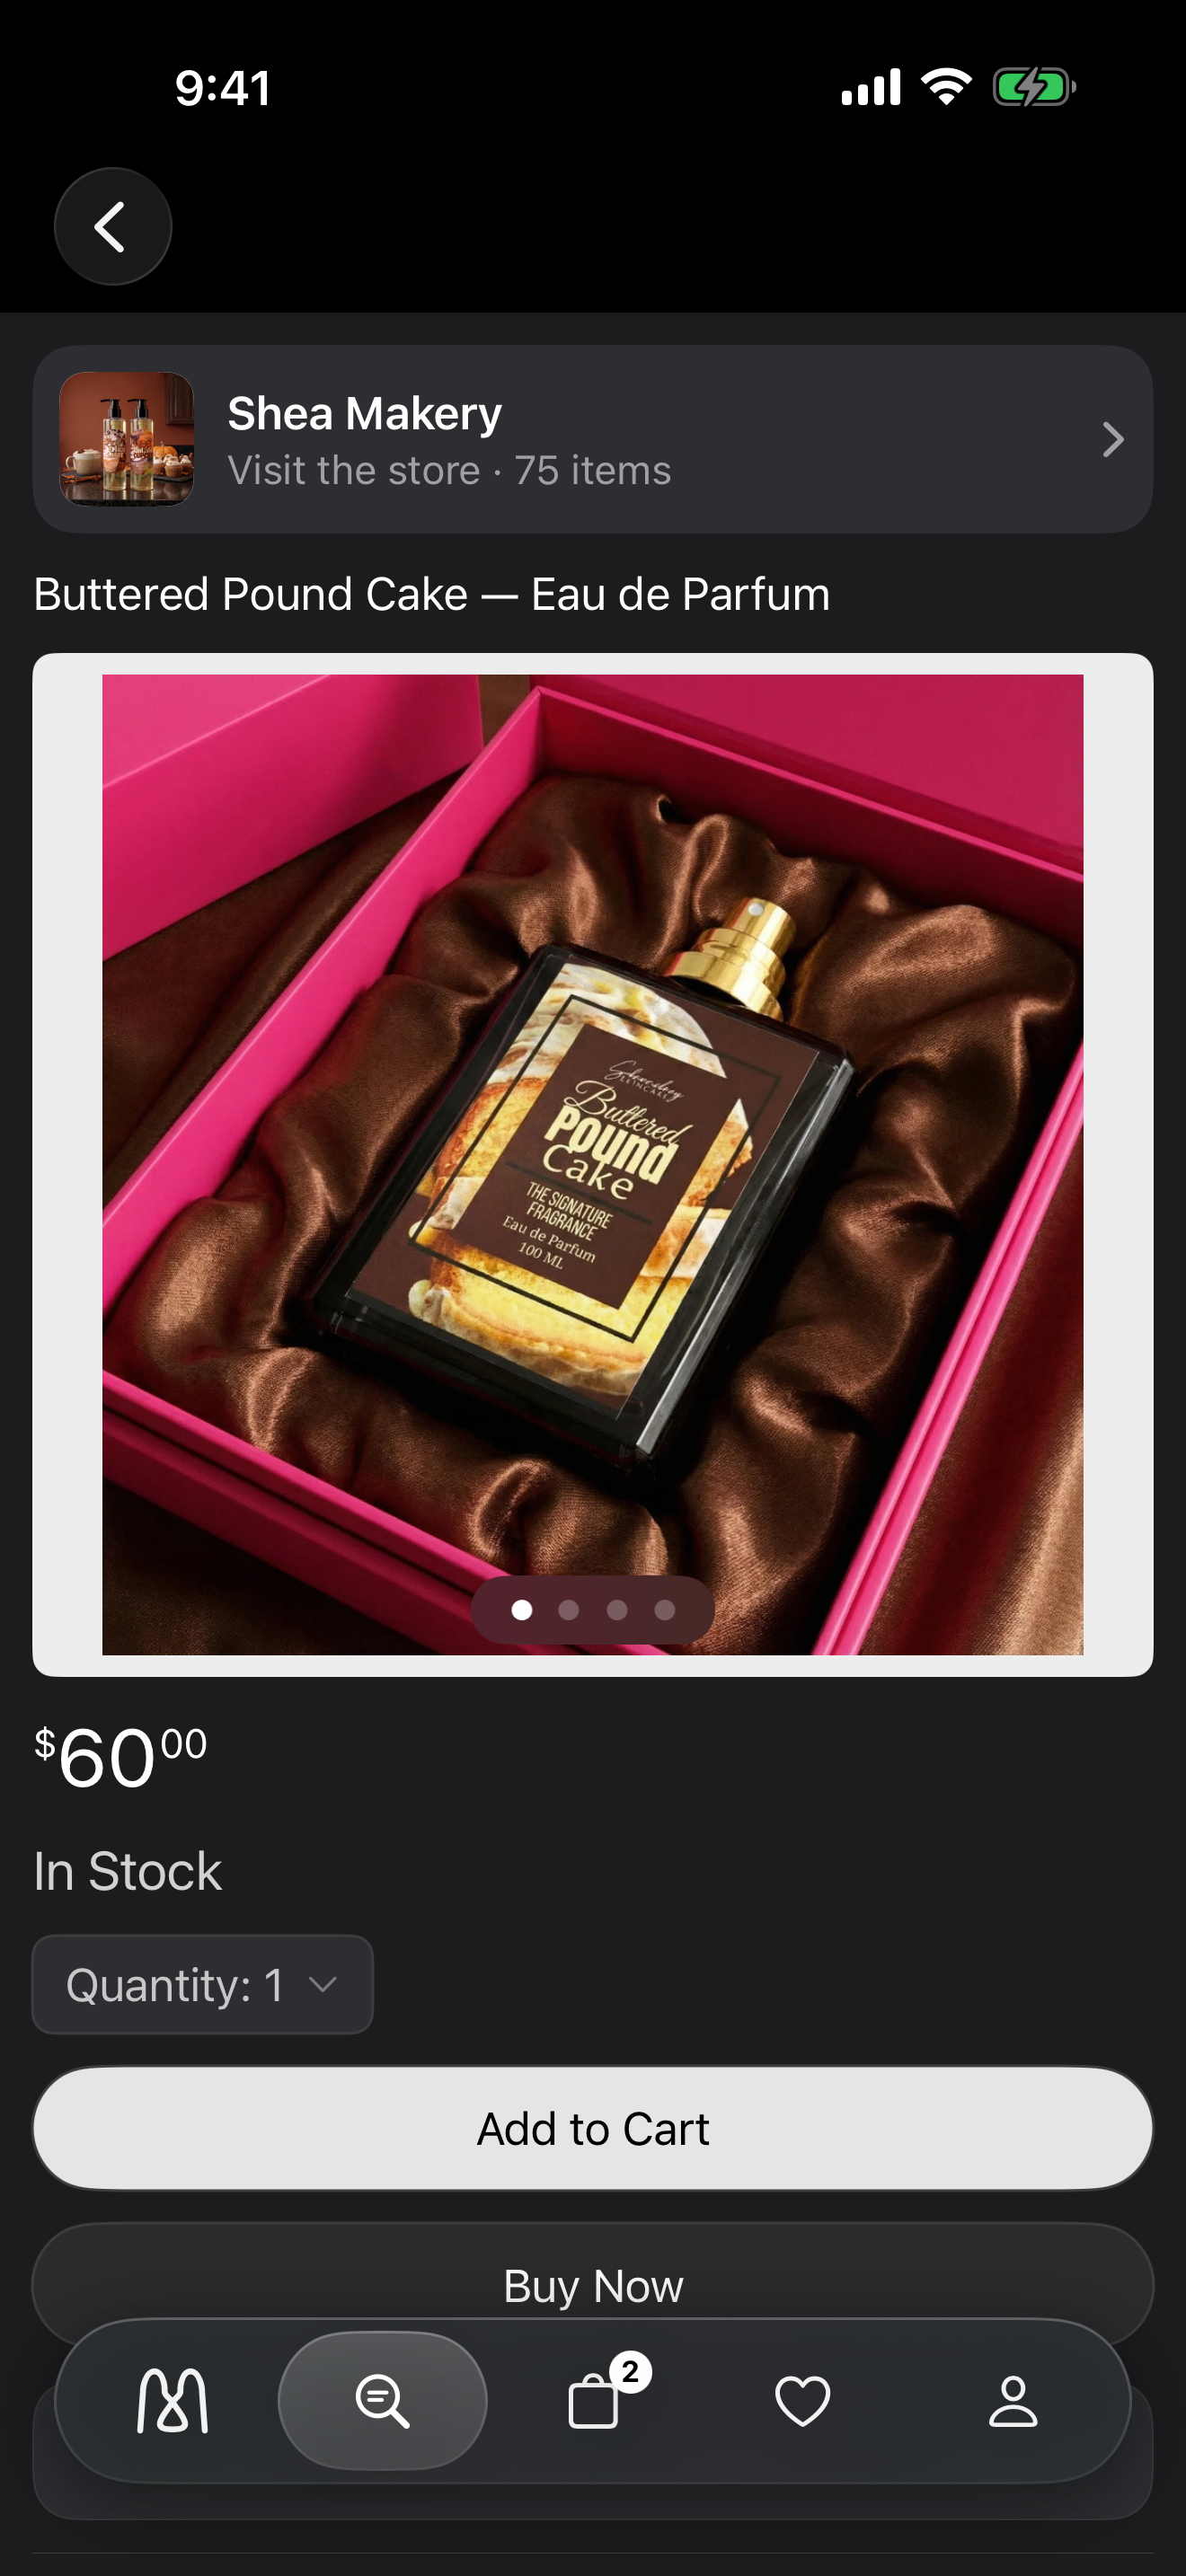 9:41
Shea Makery
Visit the store · 75 items
Buttered Pound Cake — Eau de Parfum
SKINCARE
Buttered
Pound
Cake
THE SIGNATURE
FRAGRANCE
Eau de Parfum
100 ML
$6000
In Stock
Quantity: 1
Add to Cart
Buy Now
2